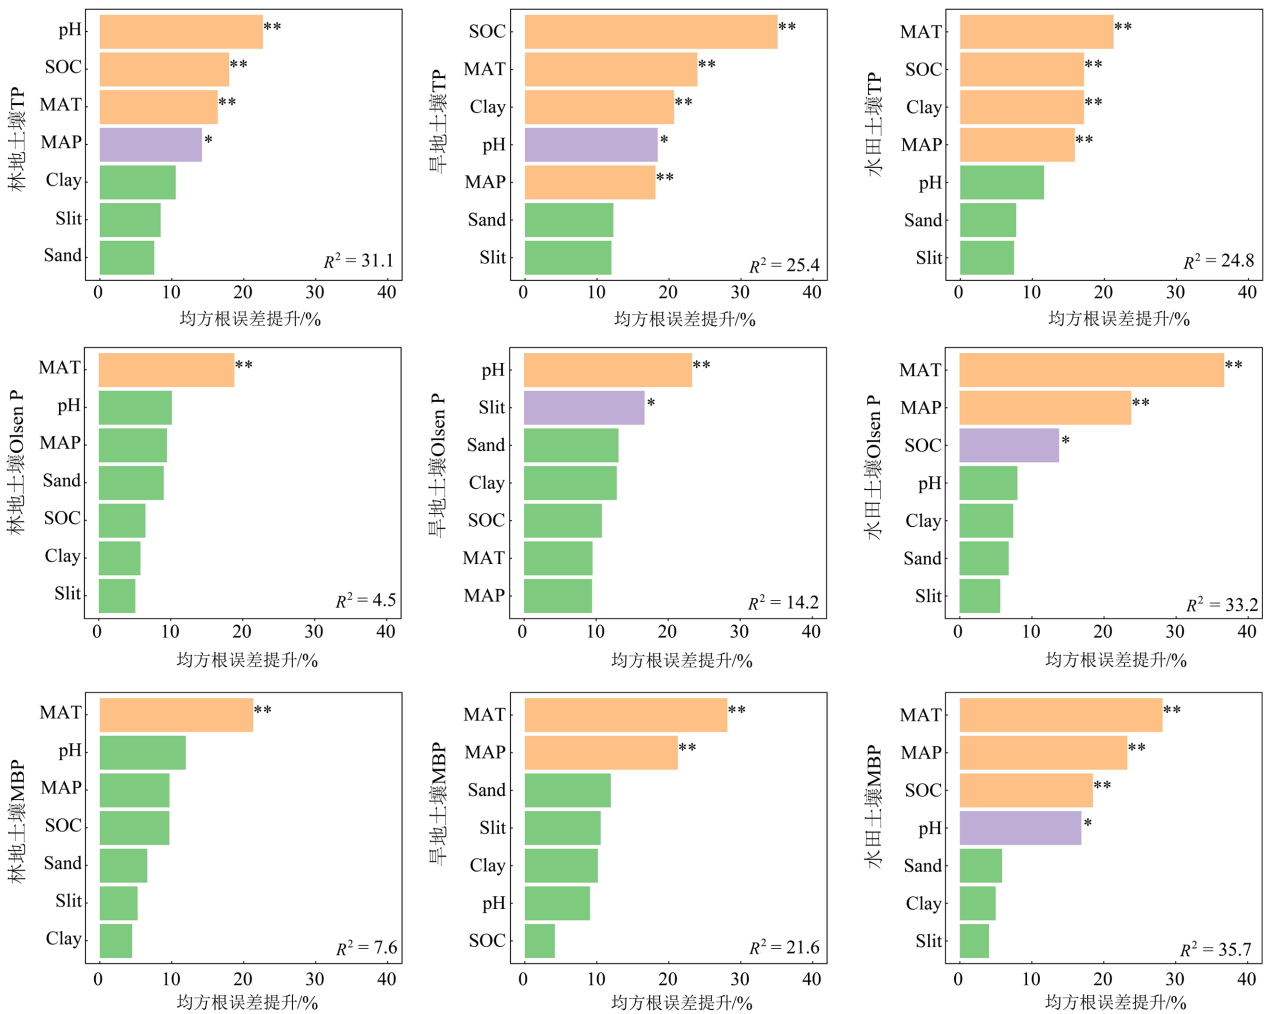 林地土壤TP
pH
**
SOC
**
MAT
**
MAP
*
Clay
Slit
Sand
R² = 31.1
0 10 20 30 40
均方根误差提升/%
旱地土壤TP
SOC
**
MAT
**
Clay
**
pH
*
MAP
**
Sand
Slit
R² = 25.4
0 10 20 30 40
均方根误差提升/%
水田土壤TP
MAT
**
SOC
**
Clay
**
MAP
**
pH
Sand
Slit
R² = 24.8
0 10 20 30 40
均方根误差提升/%
林地土壤Olsen P
MAT
**
pH
MAP
Sand
SOC
Clay
Slit
R² = 4.5
0 10 20 30 40
均方根误差提升/%
旱地土壤Olsen P
pH
**
Slit
*
Sand
Clay
SOC
MAT
MAP
R² = 14.2
0 10 20 30 40
均方根误差提升/%
水田土壤Olsen P
MAT
**
MAP
**
SOC
*
pH
Clay
Sand
Slit
R² = 33.2
0 10 20 30 40
均方根误差提升/%
林地土壤MBP
MAT
**
pH
MAP
SOC
Sand
Slit
Clay
R² = 7.6
0 10 20 30 40
均方根误差提升/%
旱地土壤MBP
MAT
**
MAP
**
Sand
Slit
Clay
pH
SOC
R² = 21.6
0 10 20 30 40
均方根误差提升/%
水田土壤MBP
MAT
**
MAP
**
SOC
**
pH
*
Sand
Clay
Slit
R² = 35.7
0 10 20 30 40
均方根误差提升/%